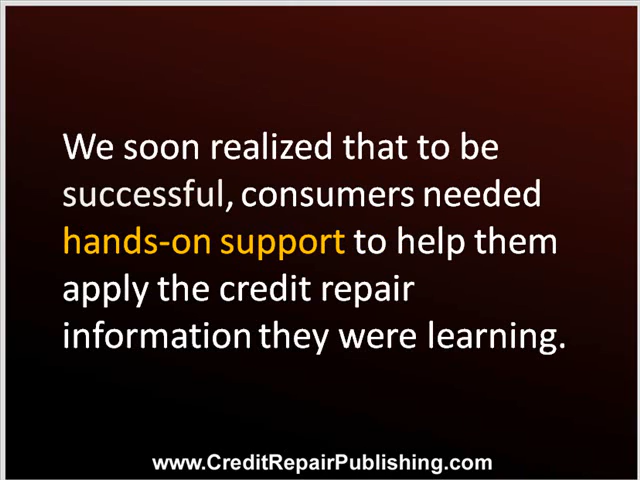 We soon realized that to be
successful, consumers needed
hands-on support to help them
apply the credit repair
information they were learning.
www.CreditRepairPublishing.com